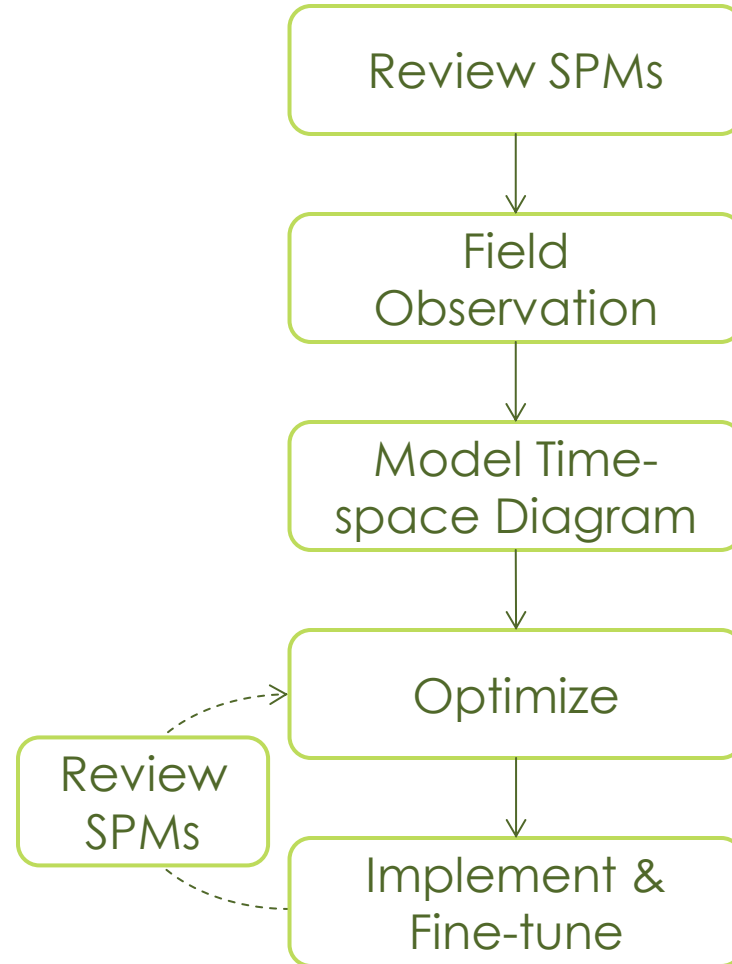 Review SPMs
Field
Observation
Model Time-
space Diagram
Optimize
Review
SPMs
Implement &
Fine-tune